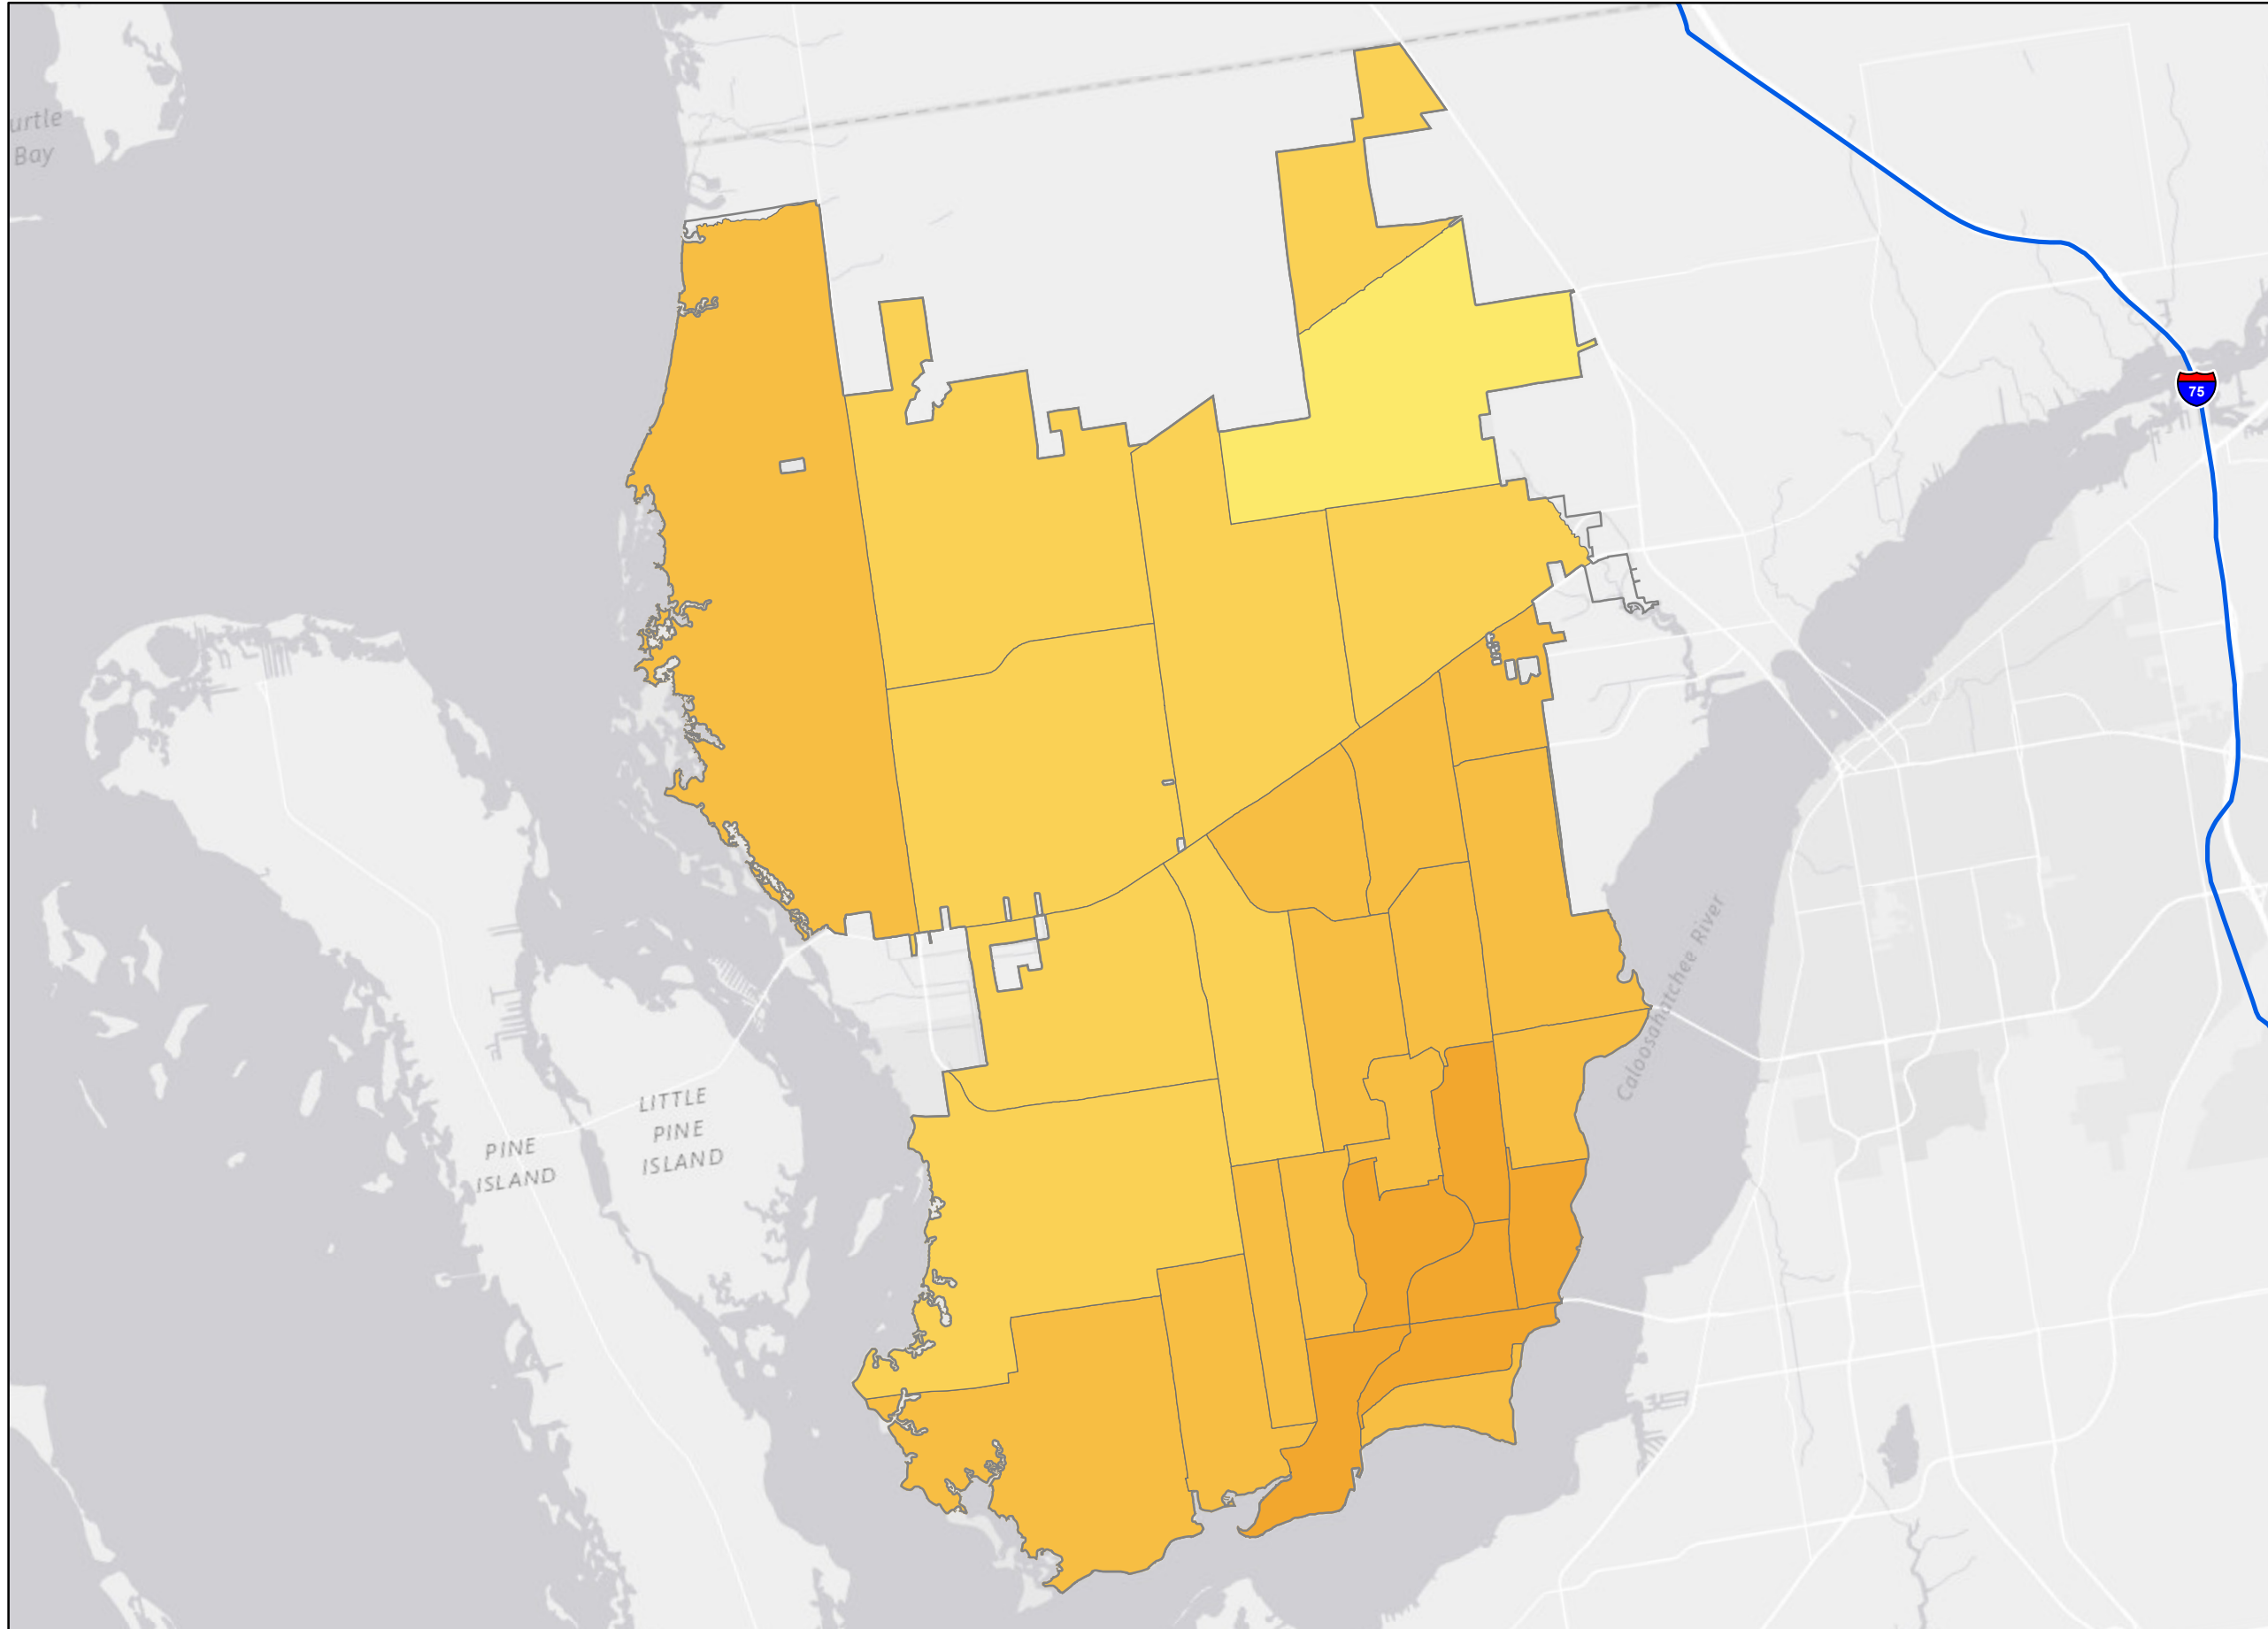 urtle
Bay
75
Caloosahatchee River
LITTLE
PINE
ISLAND
PINE
ISLAND